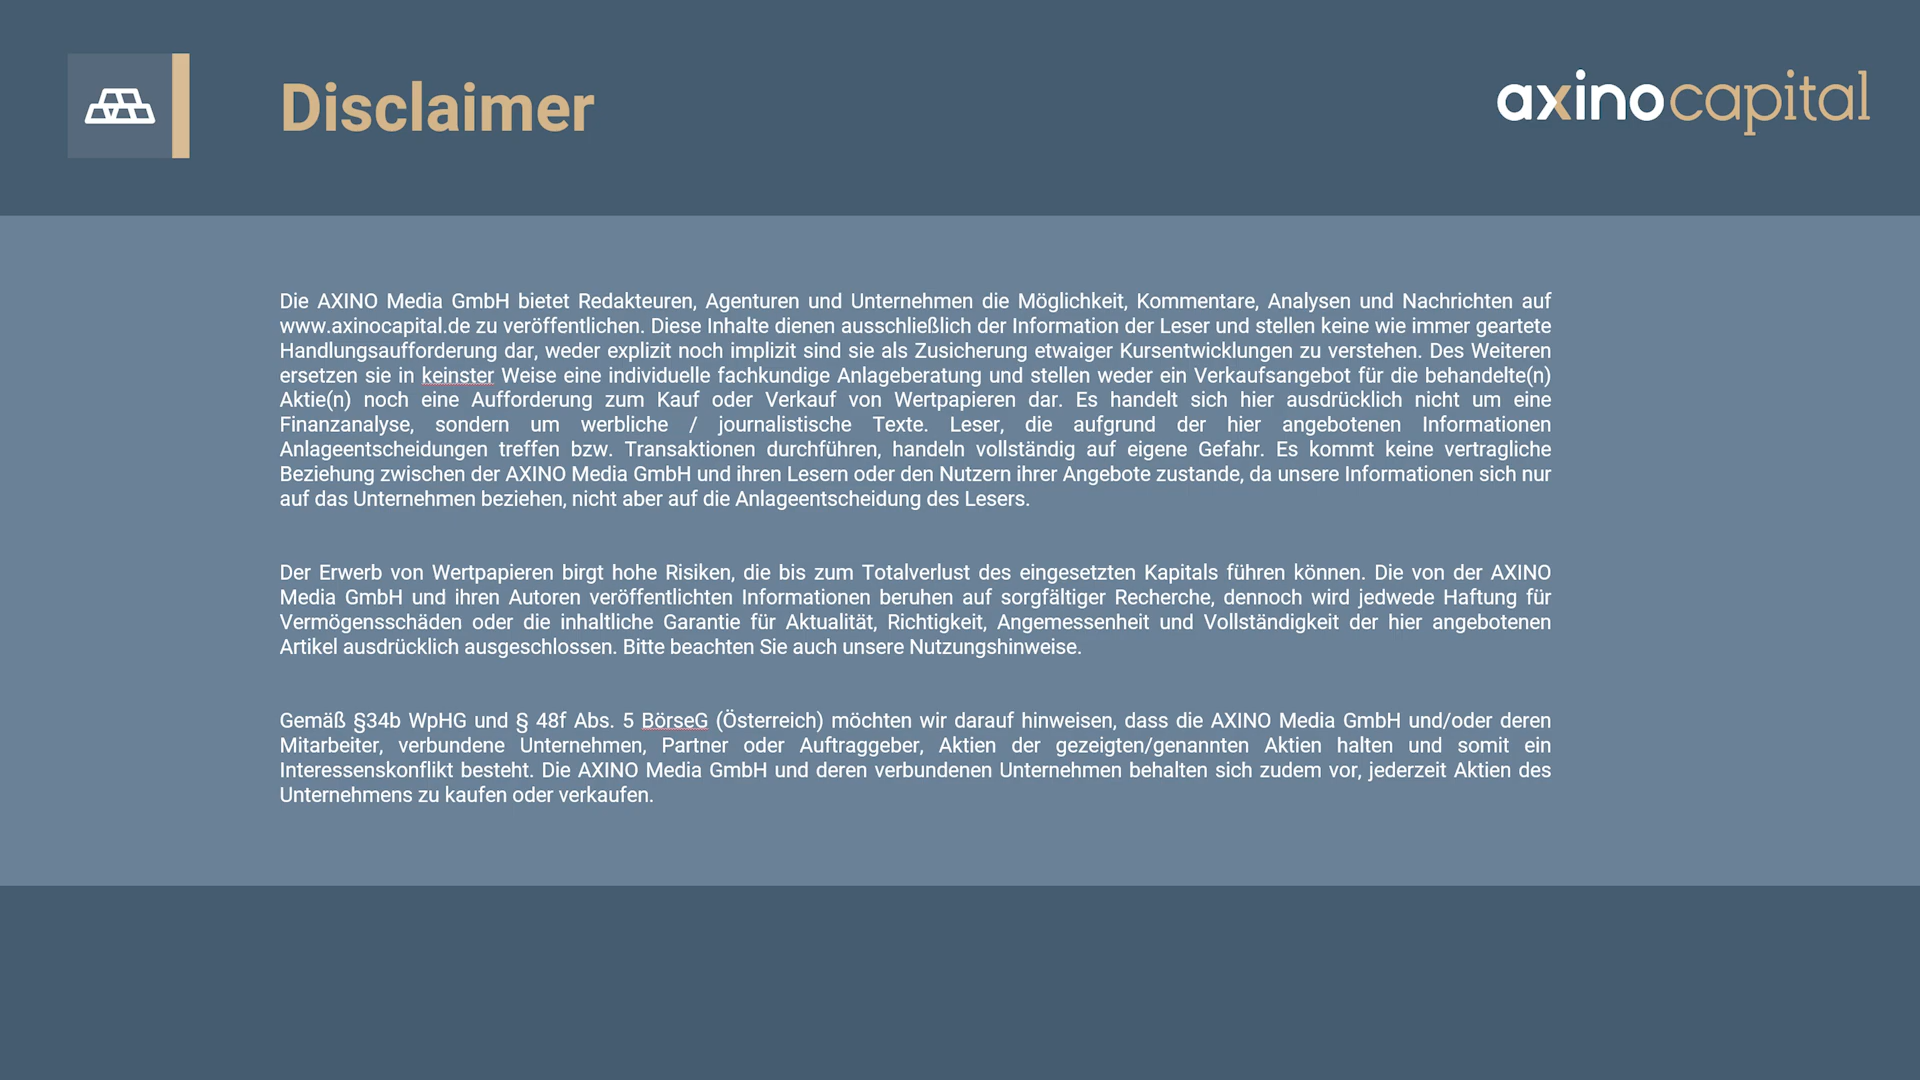 Disclaimer
axinocapital
Die AXINO Media GmbH bietet Redakteuren, Agenturen und Unternehmen die Möglichkeit, Kommentare, Analysen und Nachrichten auf
www.axinocapital.de zu veröffentlichen. Diese Inhalte dienen ausschließlich der Information der Leser und stellen keine wie immer geartete
Handlungsaufforderung dar, weder explizit noch implizit sind sie als Zusicherung etwaiger Kursentwicklungen zu verstehen. Des Weiteren
ersetzen sie in keinster Weise eine individuelle fachkundige Anlageberatung und stellen weder ein Verkaufsangebot für die behandelte(n)
Aktie(n) noch eine Aufforderung zum Kauf oder Verkauf von Wertpapieren dar. Es handelt sich hier ausdrücklich nicht um eine
Finanzanalyse, sondern um werbliche / journalistische Texte. Leser, die aufgrund der hier angebotenen Informationen
Anlageentscheidungen treffen bzw. Transaktionen durchführen, handeln vollständig auf eigene Gefahr. Es kommt keine vertragliche
Beziehung zwischen der AXINO Media GmbH und ihren Lesern oder den Nutzern ihrer Angebote zustande, da unsere Informationen sich nur
auf das Unternehmen beziehen, nicht aber auf die Anlageentscheidung des Lesers.
Der Erwerb von Wertpapieren birgt hohe Risiken, die bis zum Totalverlust des eingesetzten Kapitals führen können. Die von der AXINO
Media GmbH und ihren Autoren veröffentlichten Informationen beruhen auf sorgfältiger Recherche, dennoch wird jedwede Haftung für
Vermögensschäden oder die inhaltliche Garantie für Aktualität, Richtigkeit, Angemessenheit und Vollständigkeit der hier angebotenen
Artikel ausdrücklich ausgeschlossen. Bitte beachten Sie auch unsere Nutzungshinweise.
Gemäß §34b WpHG und § 48f Abs. 5 BörseG (Österreich) möchten wir darauf hinweisen, dass die AXINO Media GmbH und/oder deren
Mitarbeiter, verbundene Unternehmen, Partner oder Auftraggeber, Aktien der gezeigten/genannten Aktien halten und somit ein
Interessenskonflikt besteht. Die AXINO Media GmbH und deren verbundenen Unternehmen behalten sich zudem vor, jederzeit Aktien des
Unternehmens zu kaufen oder verkaufen.